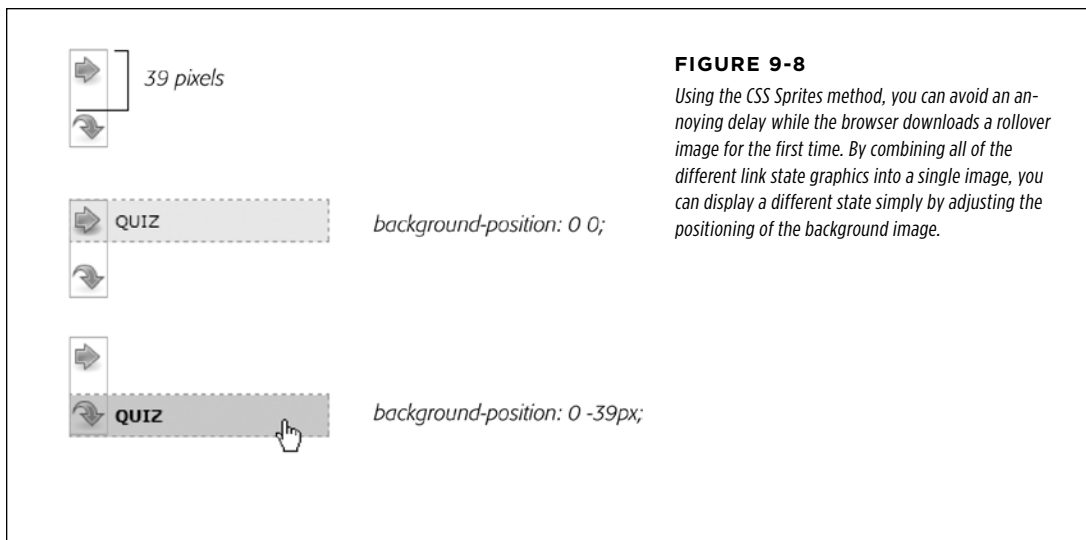 39 pixels
QUIZ
background-position: 0 0;
QUIZ
background-position: 0 -39px;
FIGURE 9-8
Using the CSS Sprites method, you can avoid an an-
noying delay while the browser downloads a rollover
image for the first time. By combining all of the
different link state graphics into a single image, you
can display a different state simply by adjusting the
positioning of the background image.